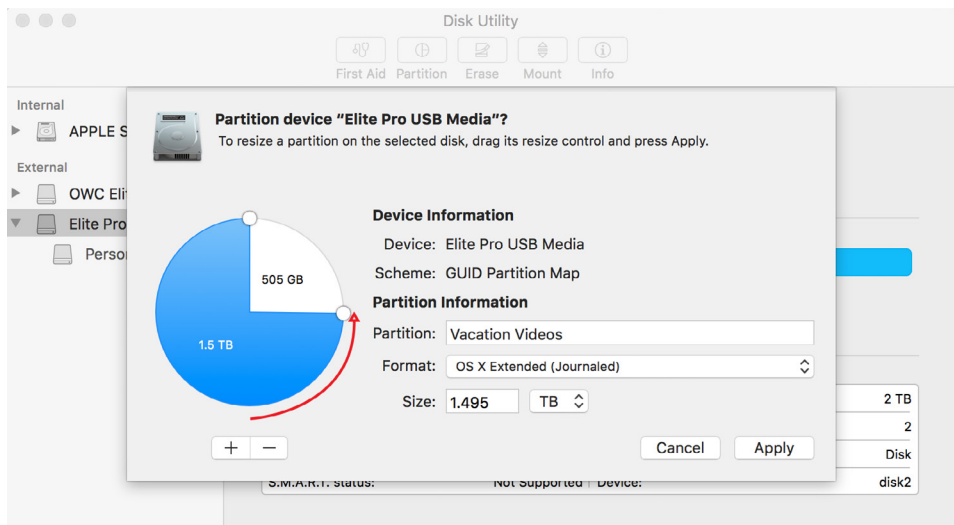 Disk Utility
First Aid Partition Erase Mount Info
Internal
APPLE S
External
OWC Eli
Elite Pro
Perso
Partition device “Elite Pro USB Media”?
To resize a partition on the selected disk, drag its resize control and press Apply.
505 GB
1.5 TB
Device Information
Device: Elite Pro USB Media
Scheme: GUID Partition Map
Partition Information
Partition: Vacation Videos
Format: OS X Extended (Journaled)
Size: 1.495 TB
+ −
Cancel Apply
2 TB
2
Disk
S.M.A.R.T. status: Not Supported Device: disk2